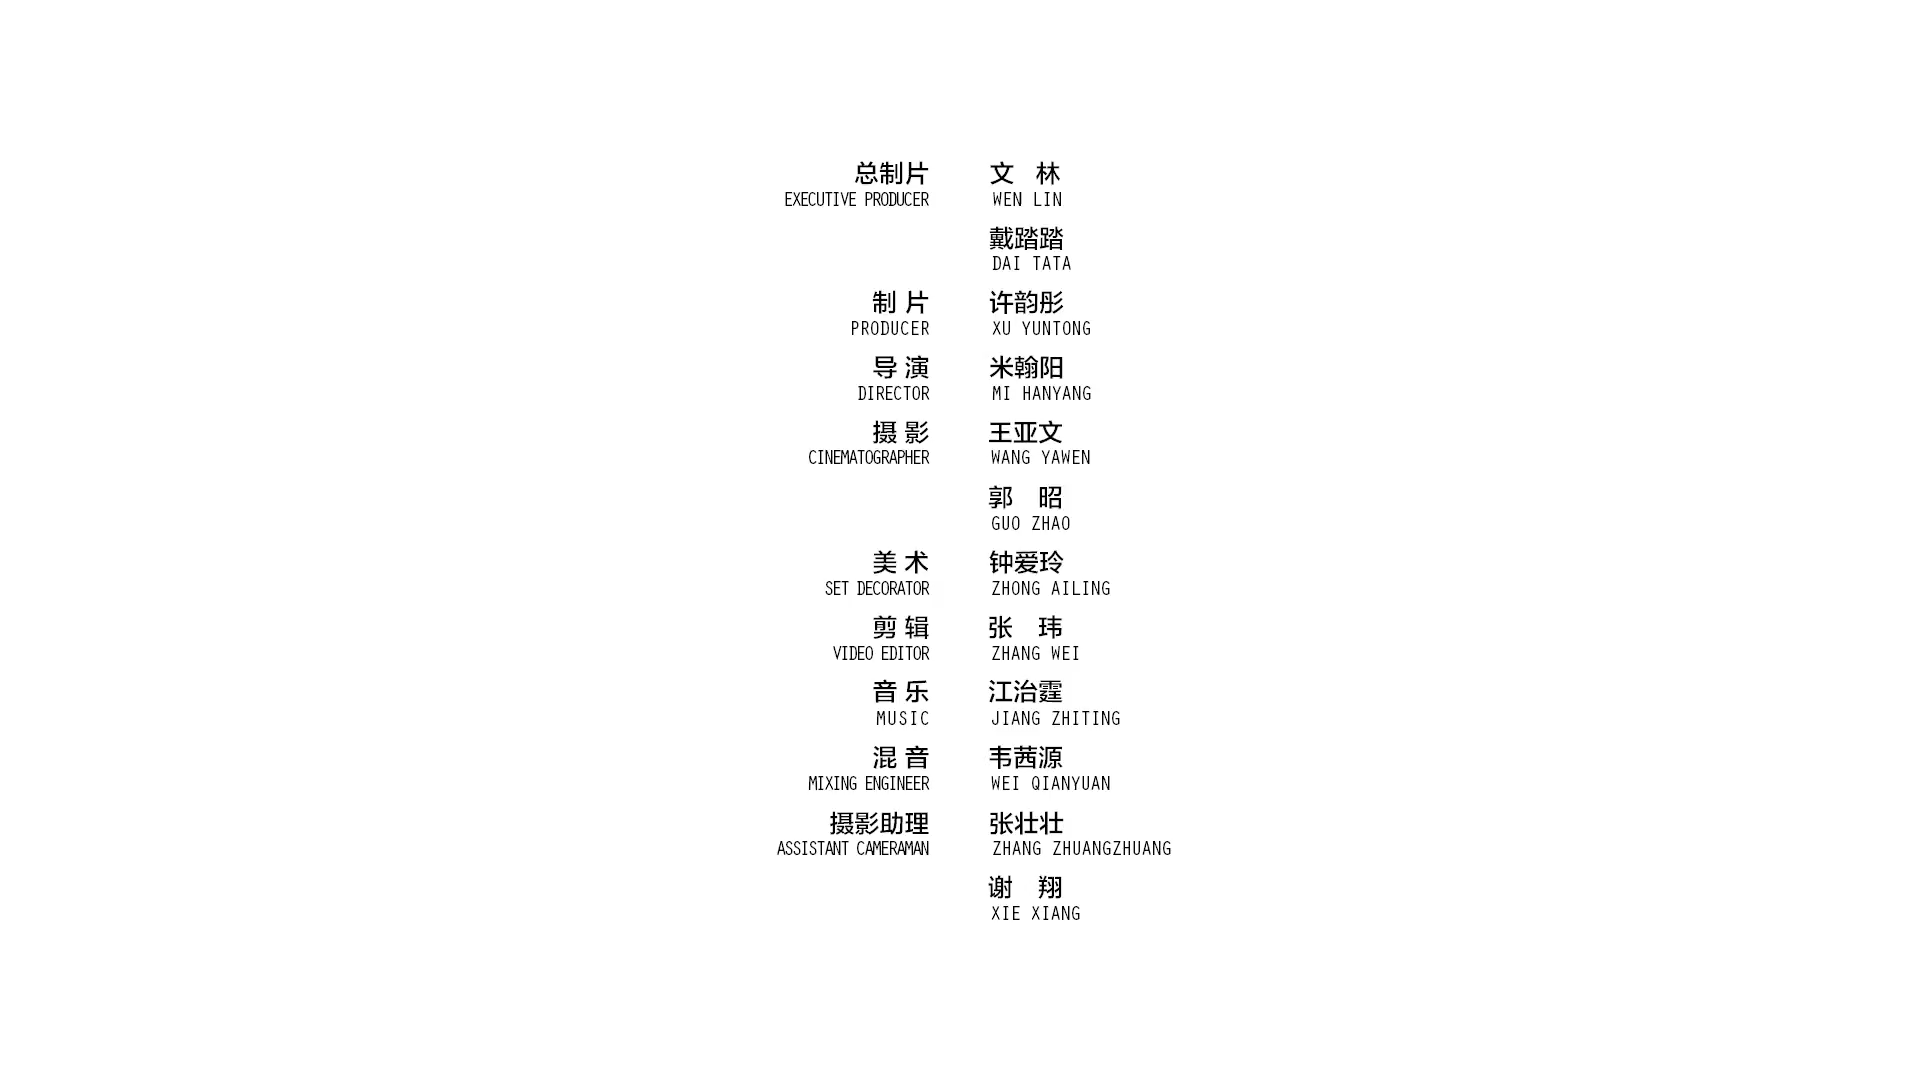 总制片 文 林
EXECUTIVE PRODUCER WEN LIN
戴踏踏
DAI TATA
制 片 许韵彤
PRODUCER XU YUNTONG
导 演 米翰阳
DIRECTOR MI HANYANG
摄 影 王亚文
CINEMATOGRAPHER WANG YAWEN
郭 昭
GUO ZHAO
美 术 钟爱玲
SET DECORATOR ZHONG AILING
剪 辑 张 玮
VIDEO EDITOR ZHANG WEI
音 乐 江治霆
MUSIC JIANG ZHITING
混 音 韦茜源
MIXING ENGINEER WEI QIANYUAN
摄影助理 张壮壮
ASSISTANT CAMERAMAN ZHANG ZHUANGZHUANG
谢 翔
XIE XIANG